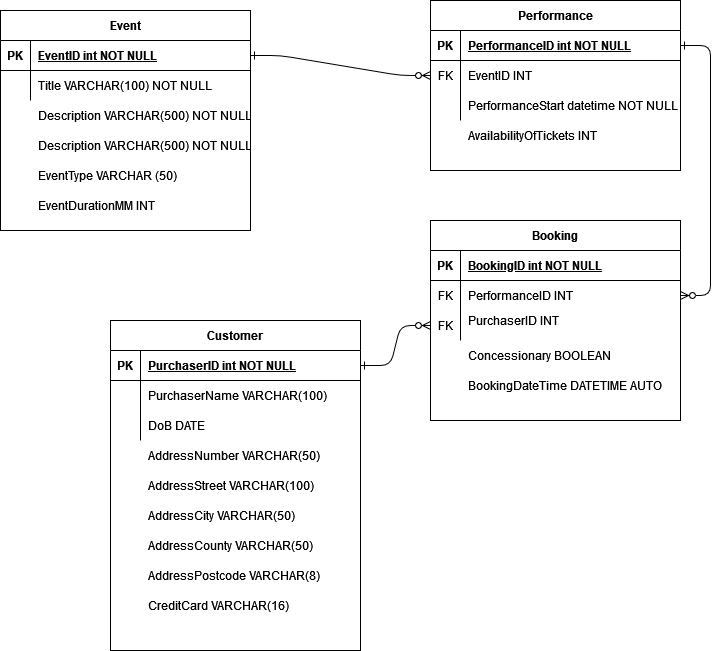 Event
PK EventID int NOT NULL
Title VARCHAR(100) NOT NULL
Description VARCHAR(500) NOT NULL
Description VARCHAR(500) NOT NULL
EventType VARCHAR (50)
EventDurationMM INT
Performance
PK PerformanceID int NOT NULL
FK EventID INT
PerformanceStart datetime NOT NULL
AvailabilityOfTickets INT
Booking
PK BookingID int NOT NULL
FK PerformanceID INT
FK PurchaserID INT
Concessionary BOOLEAN
BookingDateTime DATETIME AUTO
Customer
PK PurchaserID int NOT NULL
PurchaserName VARCHAR(100)
DoB DATE
AddressNumber VARCHAR(50)
AddressStreet VARCHAR(100)
AddressCity VARCHAR(50)
AddressCounty VARCHAR(50)
AddressPostcode VARCHAR(8)
CreditCard VARCHAR(16)